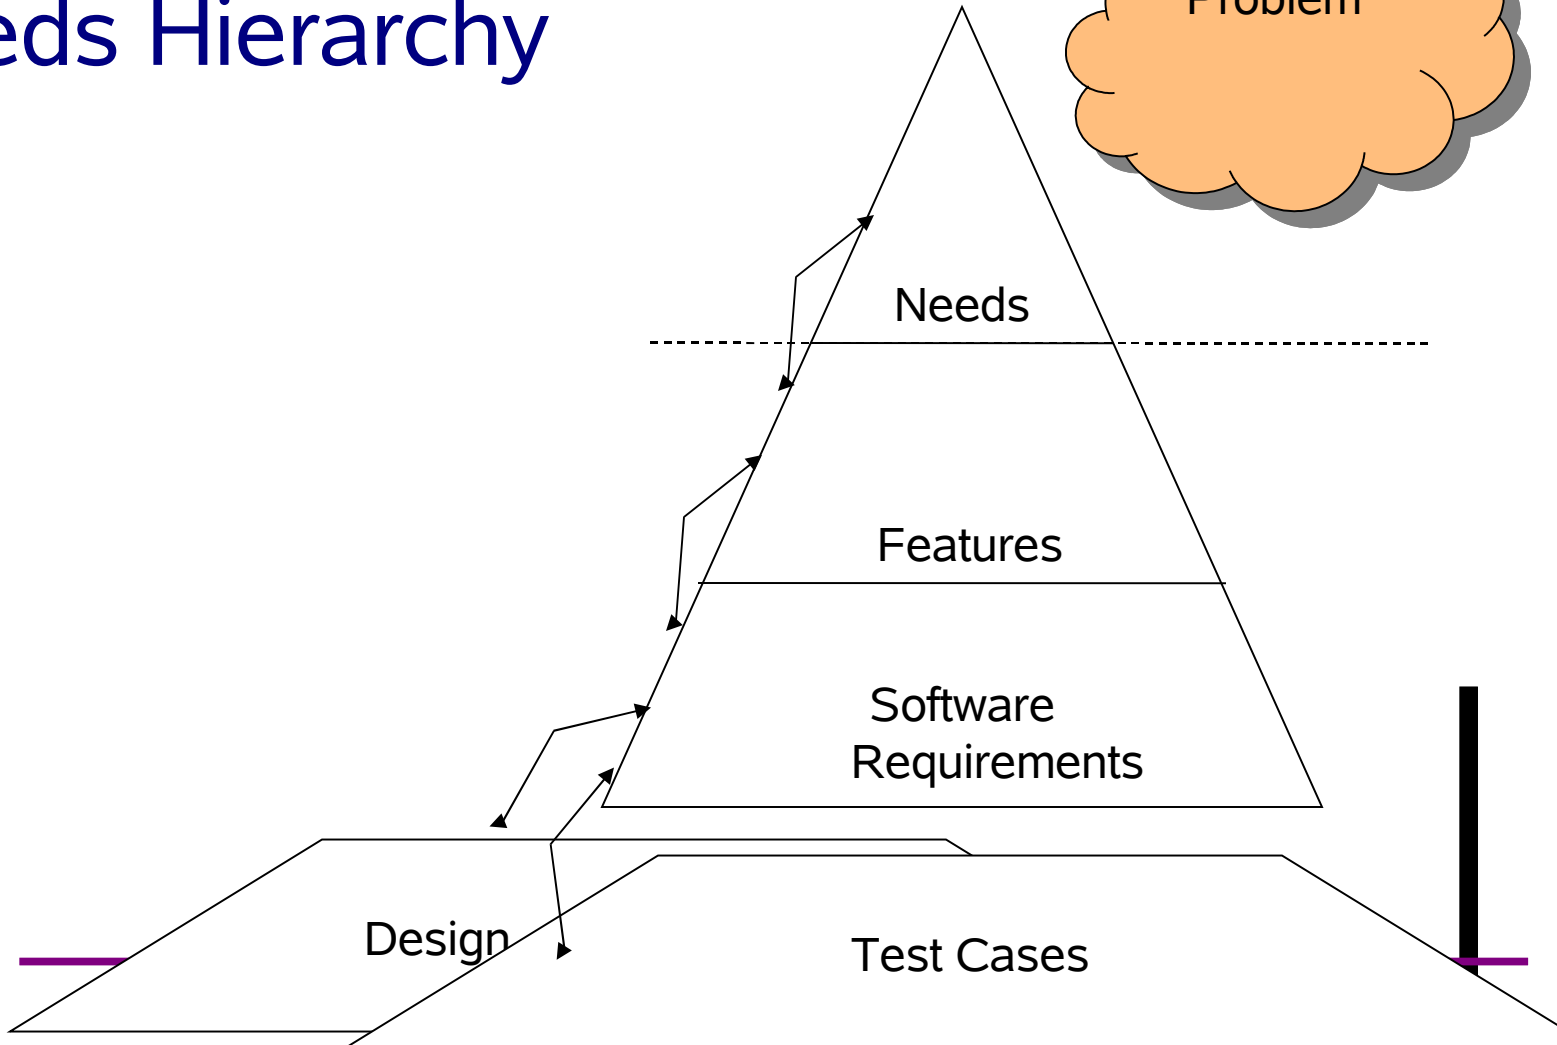 eds Hierarchy
Problem
Needs
Features
Software
Requirements
Design
Test Cases